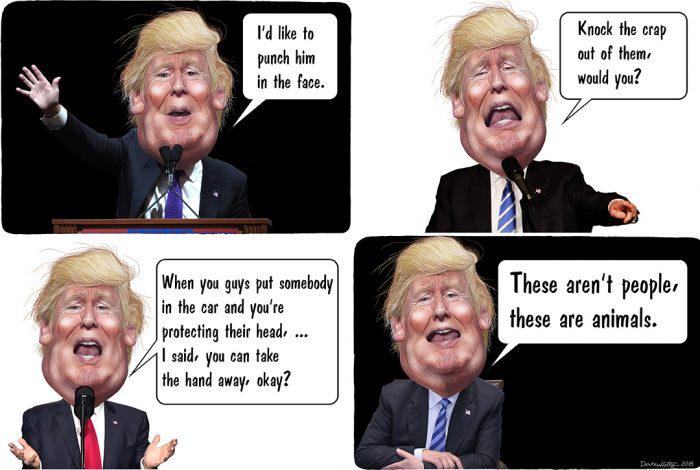 I'd like to
punch him
in the face.
Knock the crap
out of them,
would you?
When you guys put somebody
in the car and you're
protecting their head, ...
I said, you can take
the hand away, okay?
These aren't people,
these are animals.